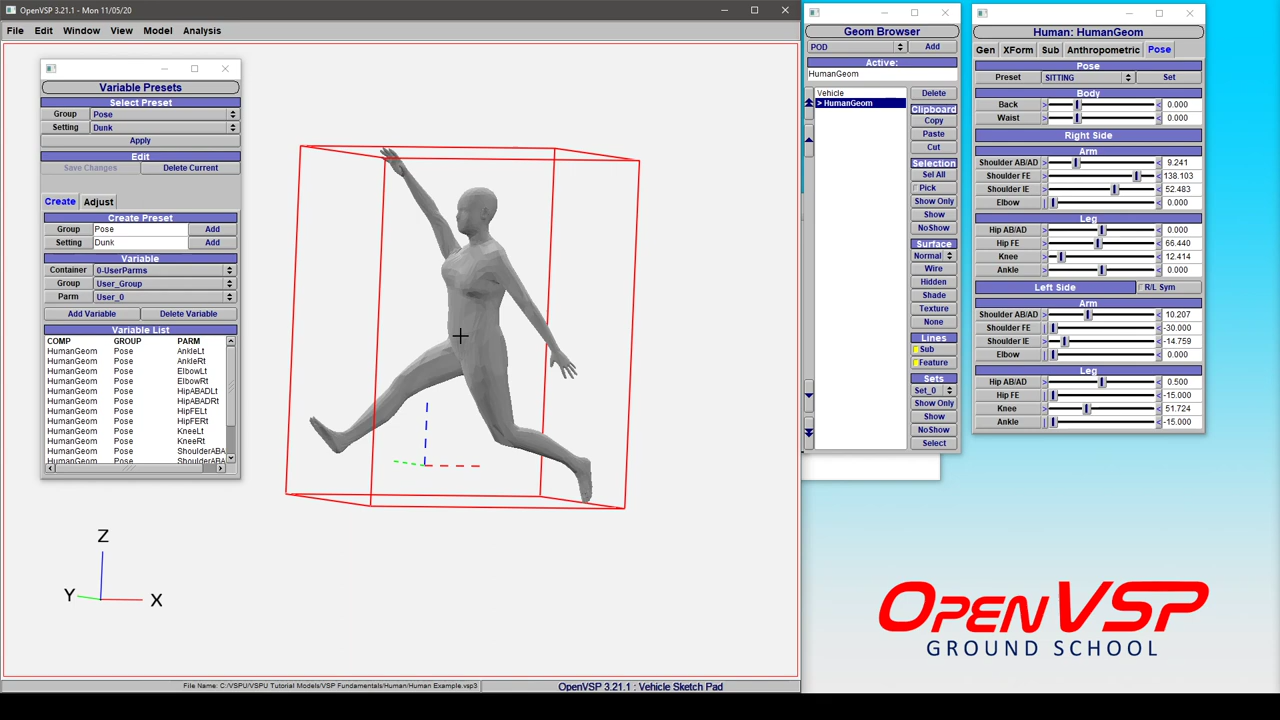 OpenVSP 3.21.1 - Mon 11/05/20
File Edit Window View Model Analysis
Variable Presets
Select Preset
Group Pose
Setting Dunk
Apply
Edit
Save Changes Delete Current
Create Adjust
Create Preset
Group Pose Add
Setting Dunk Add
Variable
Container 0-UserParms
Group User_Group
Parm User_0
Add Variable Delete Variable
Variable List
COMP GROUP PARM
HumanGeom Pose AnkleLt
HumanGeom Pose AnkleRt
HumanGeom Pose ElbowLt
HumanGeom Pose ElbowRt
HumanGeom Pose HipABADLt
HumanGeom Pose HipABADRt
HumanGeom Pose HipFELt
HumanGeom Pose HipFERt
HumanGeom Pose KneeLt
HumanGeom Pose KneeRt
HumanGeom Pose ShoulderABA
HumanGeom Pose
Z
Y X
File Name: C:/VSPU/VSPU Tutorial Models/VSP Fundamentals/Human/Human Example.vsp3
OpenVSP 3.21.1 : Vehicle Sketch Pad
Geom Browser
POD Add
Active:
HumanGeom
Vehicle
> HumanGeom
Delete
Clipboard
Copy
Paste
Cut
Selection
Sel All
Pick
Show Only
Show
NoShow
Surface
Normal
Wire
Hidden
Shade
Texture
None
Lines
Sub
Feature
Sets
Set_0
Show Only
Show
NoShow
Select
Human: HumanGeom
Gen XForm Sub Anthropometric Pose
Pose
Preset SITTING Set
Body
Back > < 0.000
Waist > < 0.000
Right Side
Arm
Shoulder AB/AD > < 9.241
Shoulder FE > < 138.103
Shoulder IE > < 52.483
Elbow | < 0.000
Leg
Hip AB/AD > < 0.000
Hip FE > < 66.440
Knee > < 12.414
Ankle > < 0.000
Left Side R/L Sym
Arm
Shoulder AB/AD > < 10.207
Shoulder FE | < -30.000
Shoulder IE > < -14.759
Elbow | < 0.000
Leg
Hip AB/AD > < 0.500
Hip FE | < -15.000
Knee > < 51.724
Ankle | < -15.000
OpenVSP
GROUND SCHOOL